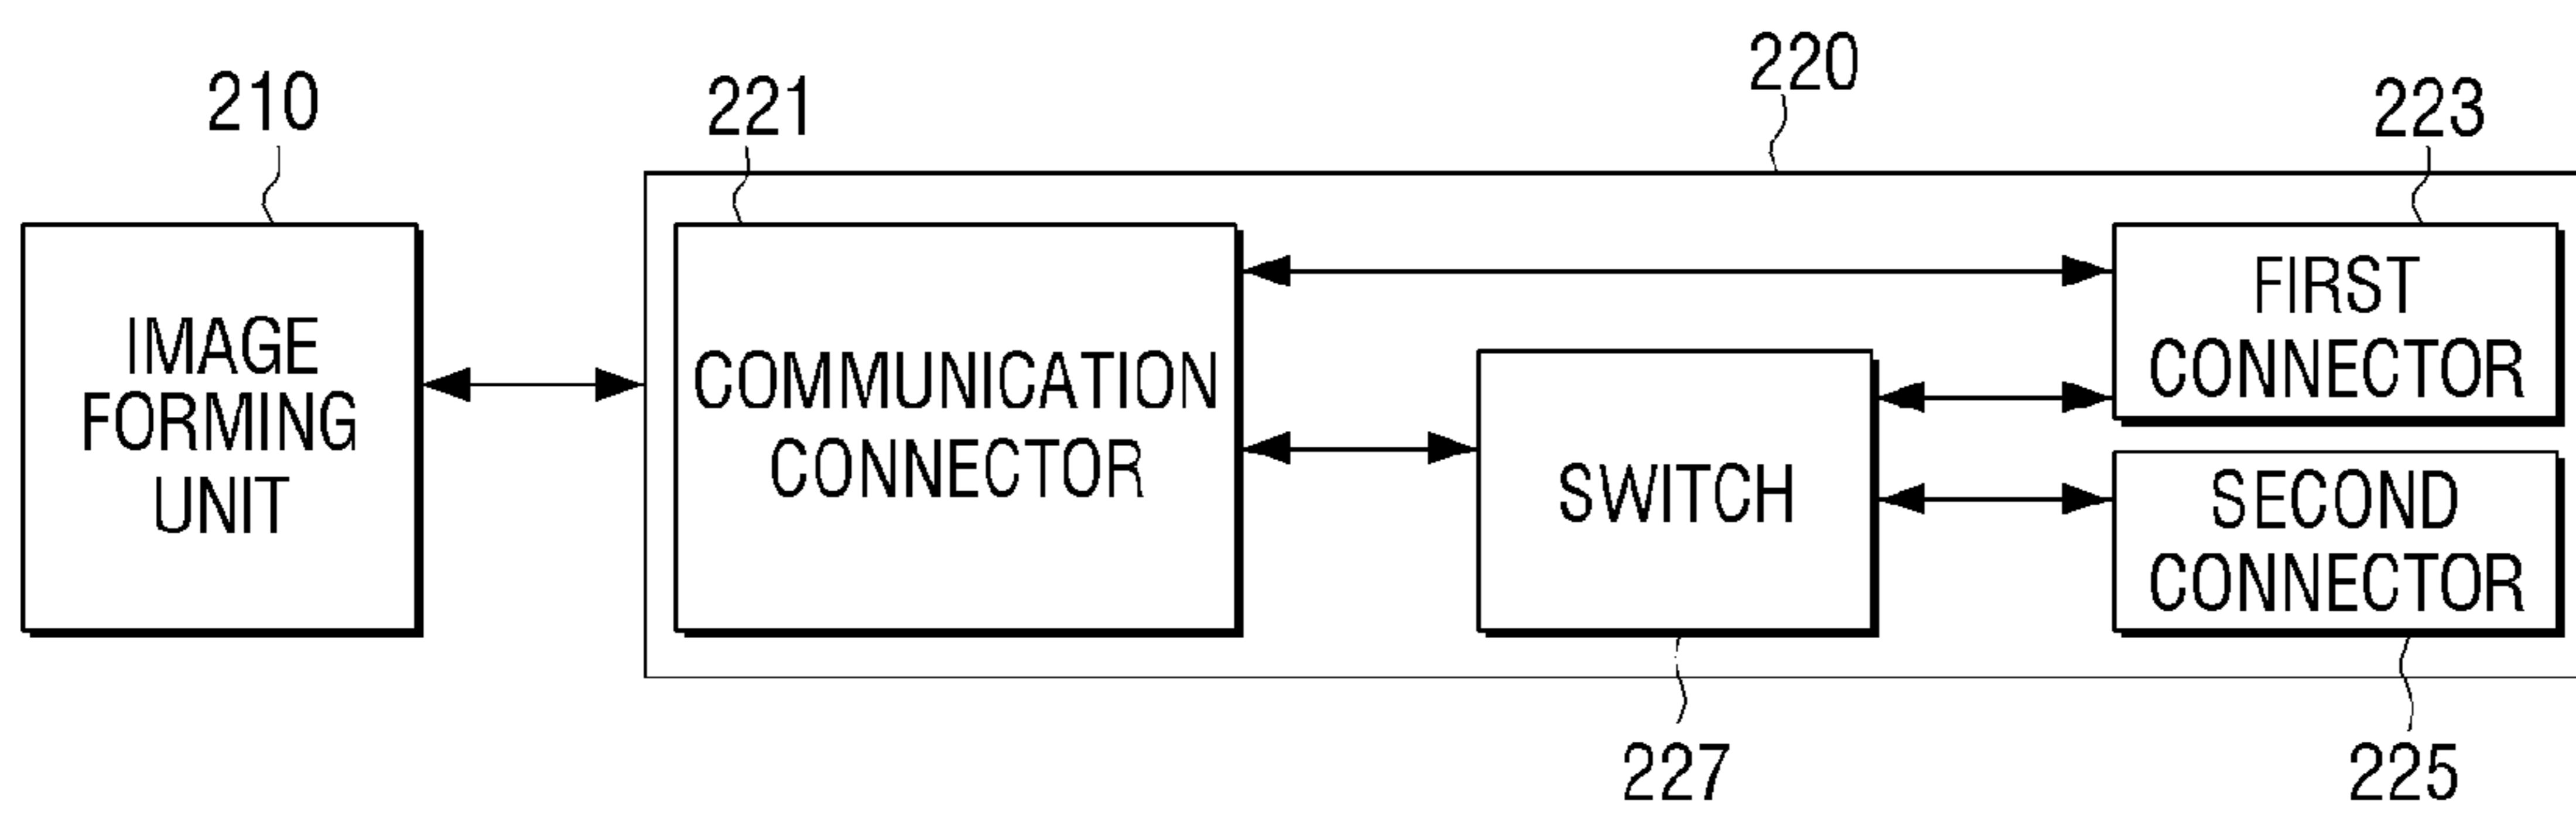 220
210
221
223
IMAGE
FORMING
UNIT
COMMUNICATION
CONNECTOR
SWITCH
FIRST
CONNECTOR
SECOND
CONNECTOR
227
225